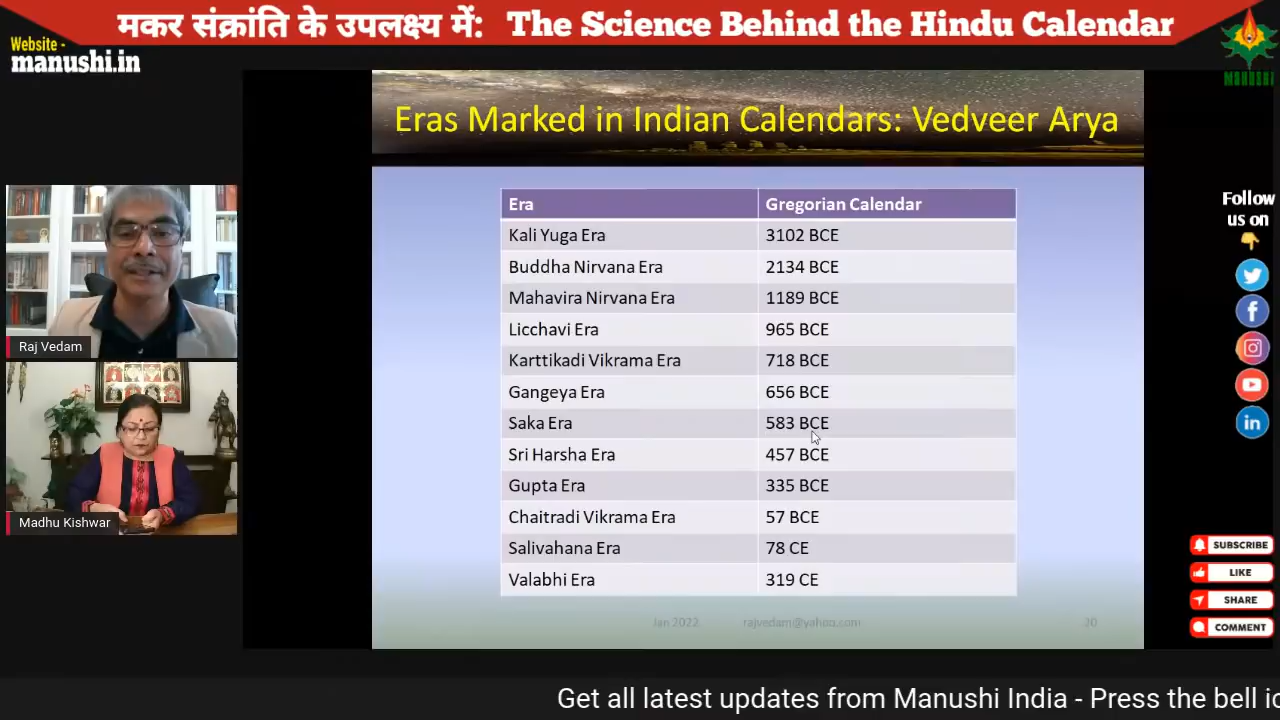 मकर संक्रांति के उपलक्ष्य में: The Science Behind the Hindu Calendar
Website -
manushi.in
MANUSHI
Eras Marked in Indian Calendars: Vedveer Arya
Era Gregorian Calendar
Kali Yuga Era 3102 BCE
Buddha Nirvana Era 2134 BCE
Mahavira Nirvana Era 1189 BCE
Licchavi Era 965 BCE
Karttikadi Vikrama Era 718 BCE
Gangeya Era 656 BCE
Saka Era 583 BCE
Sri Harsha Era 457 BCE
Gupta Era 335 BCE
Chaitradi Vikrama Era 57 BCE
Salivahana Era 78 CE
Valabhi Era 319 CE
Jan 2022 rajvedam@yahoo.com 20
Raj Vedam
Madhu Kishwar
Follow
us on
SUBSCRIBE
LIKE
SHARE
COMMENT
Get all latest updates from Manushi India - Press the bell ic